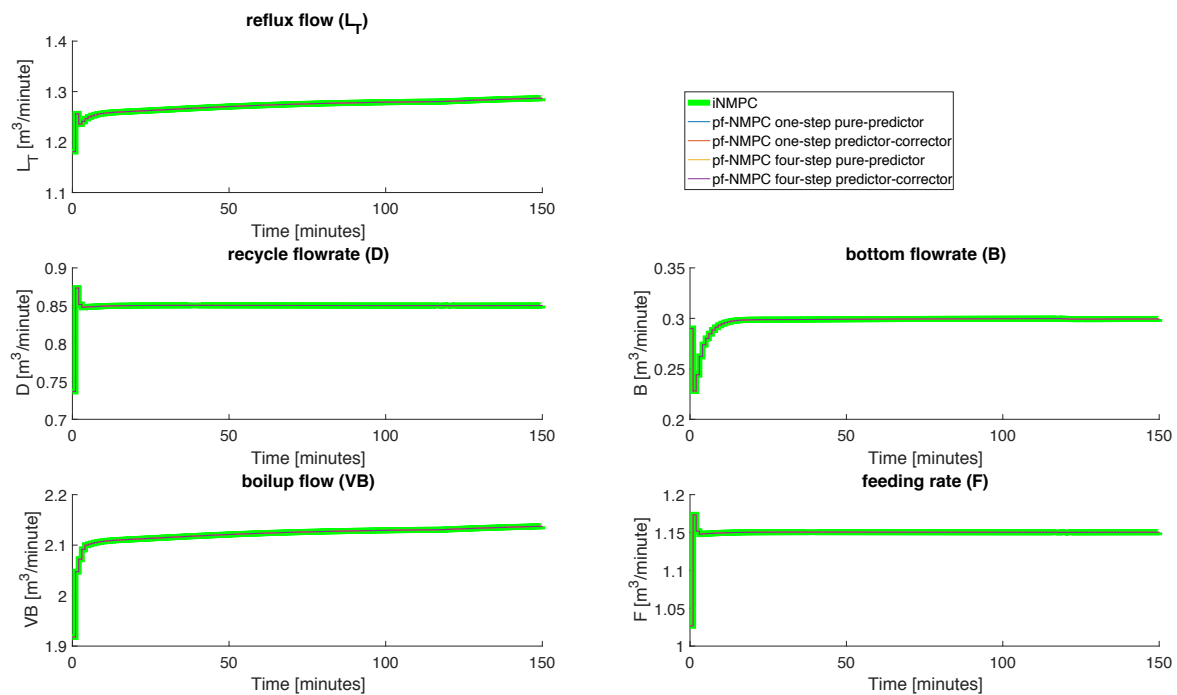 reflux flow (L_T)
1.4
1.3
1.2
1.1
L_T [m^3/minute]
0 50 100 150
Time [minutes]
iNMPC
pf-NMPC one-step pure-predictor
pf-NMPC one-step predictor-corrector
pf-NMPC four-step pure-predictor
pf-NMPC four-step predictor-corrector
recycle flowrate (D)
0.9
0.85
0.8
0.75
0.7
D [m^3/minute]
0 50 100 150
Time [minutes]
bottom flowrate (B)
0.35
0.3
0.25
0.2
B [m^3/minute]
0 50 100 150
Time [minutes]
boilup flow (VB)
2.2
2.1
2
1.9
VB [m^3/minute]
0 50 100 150
Time [minutes]
feeding rate (F)
1.2
1.15
1.1
1.05
1
F [m^3/minute]
0 50 100 150
Time [minutes]